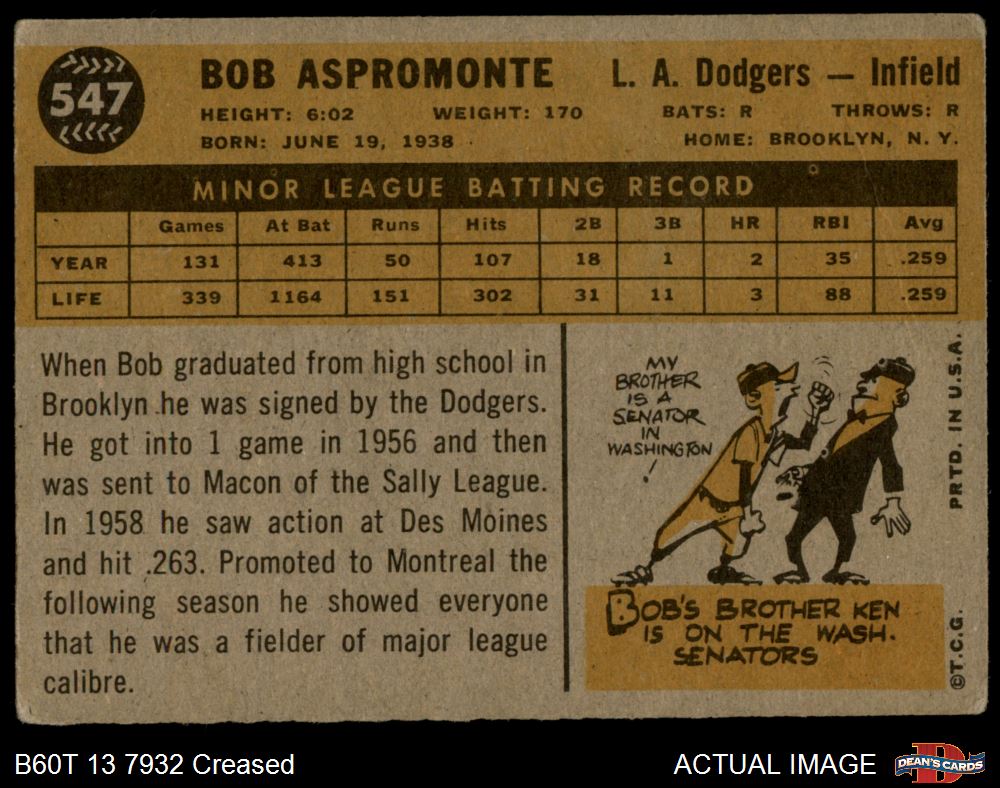 547
BOB ASPROMONTE L. A. Dodgers — Infield
HEIGHT: 6:02 WEIGHT: 170 BATS: R THROWS: R
BORN: JUNE 19, 1938 HOME: BROOKLYN, N. Y.
MINOR LEAGUE BATTING RECORD
Games At Bat Runs Hits 2B 3B HR RBI Avg
YEAR 131 413 50 107 18 1 2 35 .259
LIFE 339 1164 151 302 31 11 3 88 .259
When Bob graduated from high school in
Brooklyn he was signed by the Dodgers.
He got into 1 game in 1956 and then
was sent to Macon of the Sally League.
In 1958 he saw action at Des Moines
and hit .263. Promoted to Montreal the
following season he showed everyone
that he was a fielder of major league
calibre.
MY
BROTHER
IS A
SENATOR
IN
WASHINGTON
!
BOB'S BROTHER KEN
IS ON THE WASH.
SENATORS
©T.C.G. PRTD. IN U.S.A.
B60T 13 7932 Creased ACTUAL IMAGE
DEAN'S CARDS